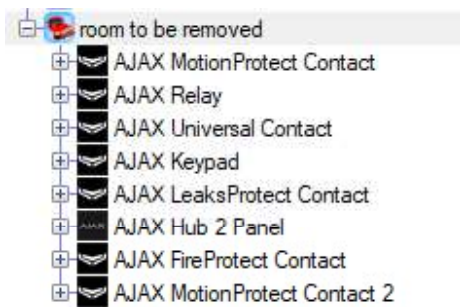 room to be removed
AJAX MotionProtect Contact
AJAX Relay
AJAX Universal Contact
AJAX Keypad
AJAX LeaksProtect Contact
AJAX Hub 2 Panel
AJAX FireProtect Contact
AJAX MotionProtect Contact 2